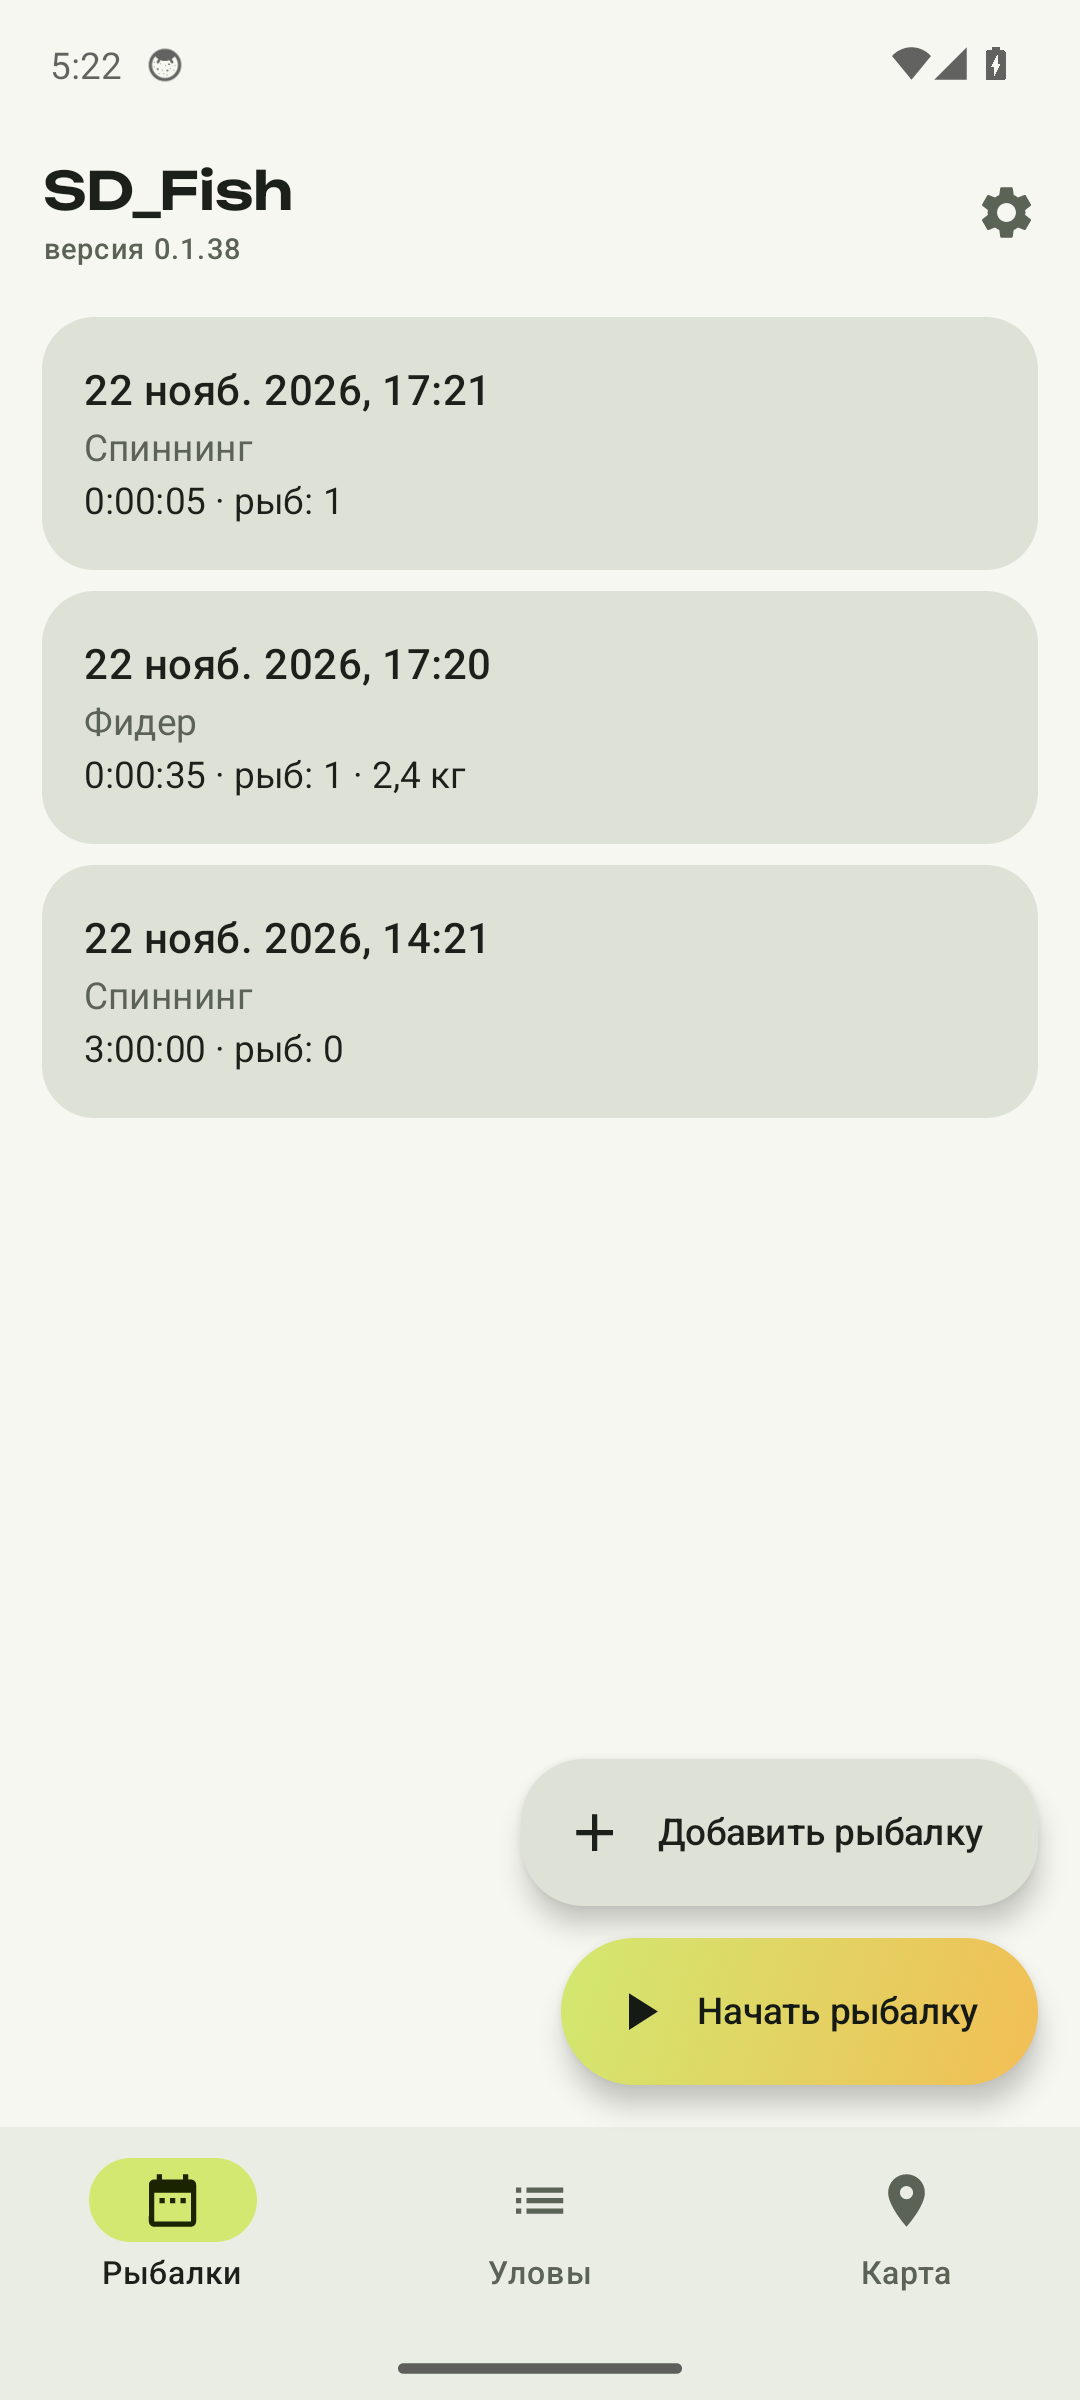 5:22
SD_Fish
версия 0.1.38
22 нояб. 2026, 17:21
Спиннинг
0:00:05 · рыб: 1
22 нояб. 2026, 17:20
Фидер
0:00:35 · рыб: 1 · 2,4 кг
22 нояб. 2026, 14:21
Спиннинг
3:00:00 · рыб: 0
Добавить рыбалку
Начать рыбалку
Рыбалки
Уловы
Карта